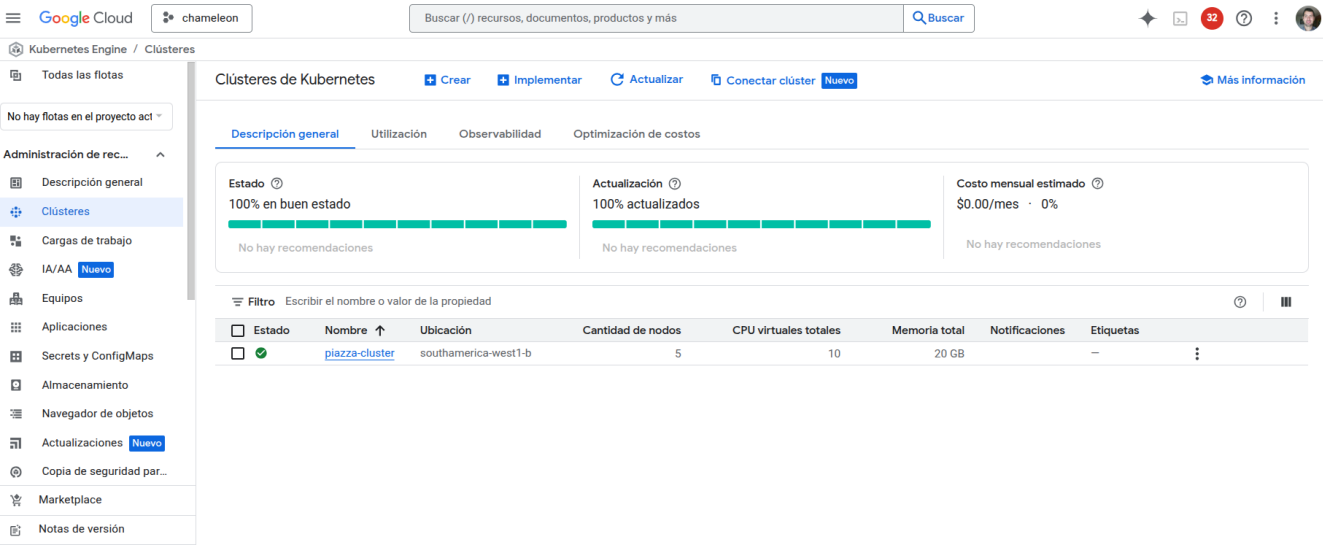 Google Cloud
chameleon
Buscar (/) recursos, documentos, productos y más
Buscar
32
Kubernetes Engine / Clústeres
Todas las flotas
No hay flotas en el proyecto act
Administración de rec...
Descripción general
Clústeres
Cargas de trabajo
IA/AA Nuevo
Equipos
Aplicaciones
Secrets y ConfigMaps
Almacenamiento
Navegador de objetos
Actualizaciones Nuevo
Copia de seguridad par...
Marketplace
Notas de versión
Clústeres de Kubernetes
Crear
Implementar
Actualizar
Conectar clúster Nuevo
Más información
Descripción general
Utilización
Observabilidad
Optimización de costos
Estado
100% en buen estado
No hay recomendaciones
Actualización
100% actualizados
No hay recomendaciones
Costo mensual estimado
$0.00/mes · 0%
No hay recomendaciones
Filtro Escribir el nombre o valor de la propiedad
Estado Nombre Ubicación Cantidad de nodos CPU virtuales totales Memoria total Notificaciones Etiquetas
piazza-cluster southamerica-west1-b 5 10 20 GB —